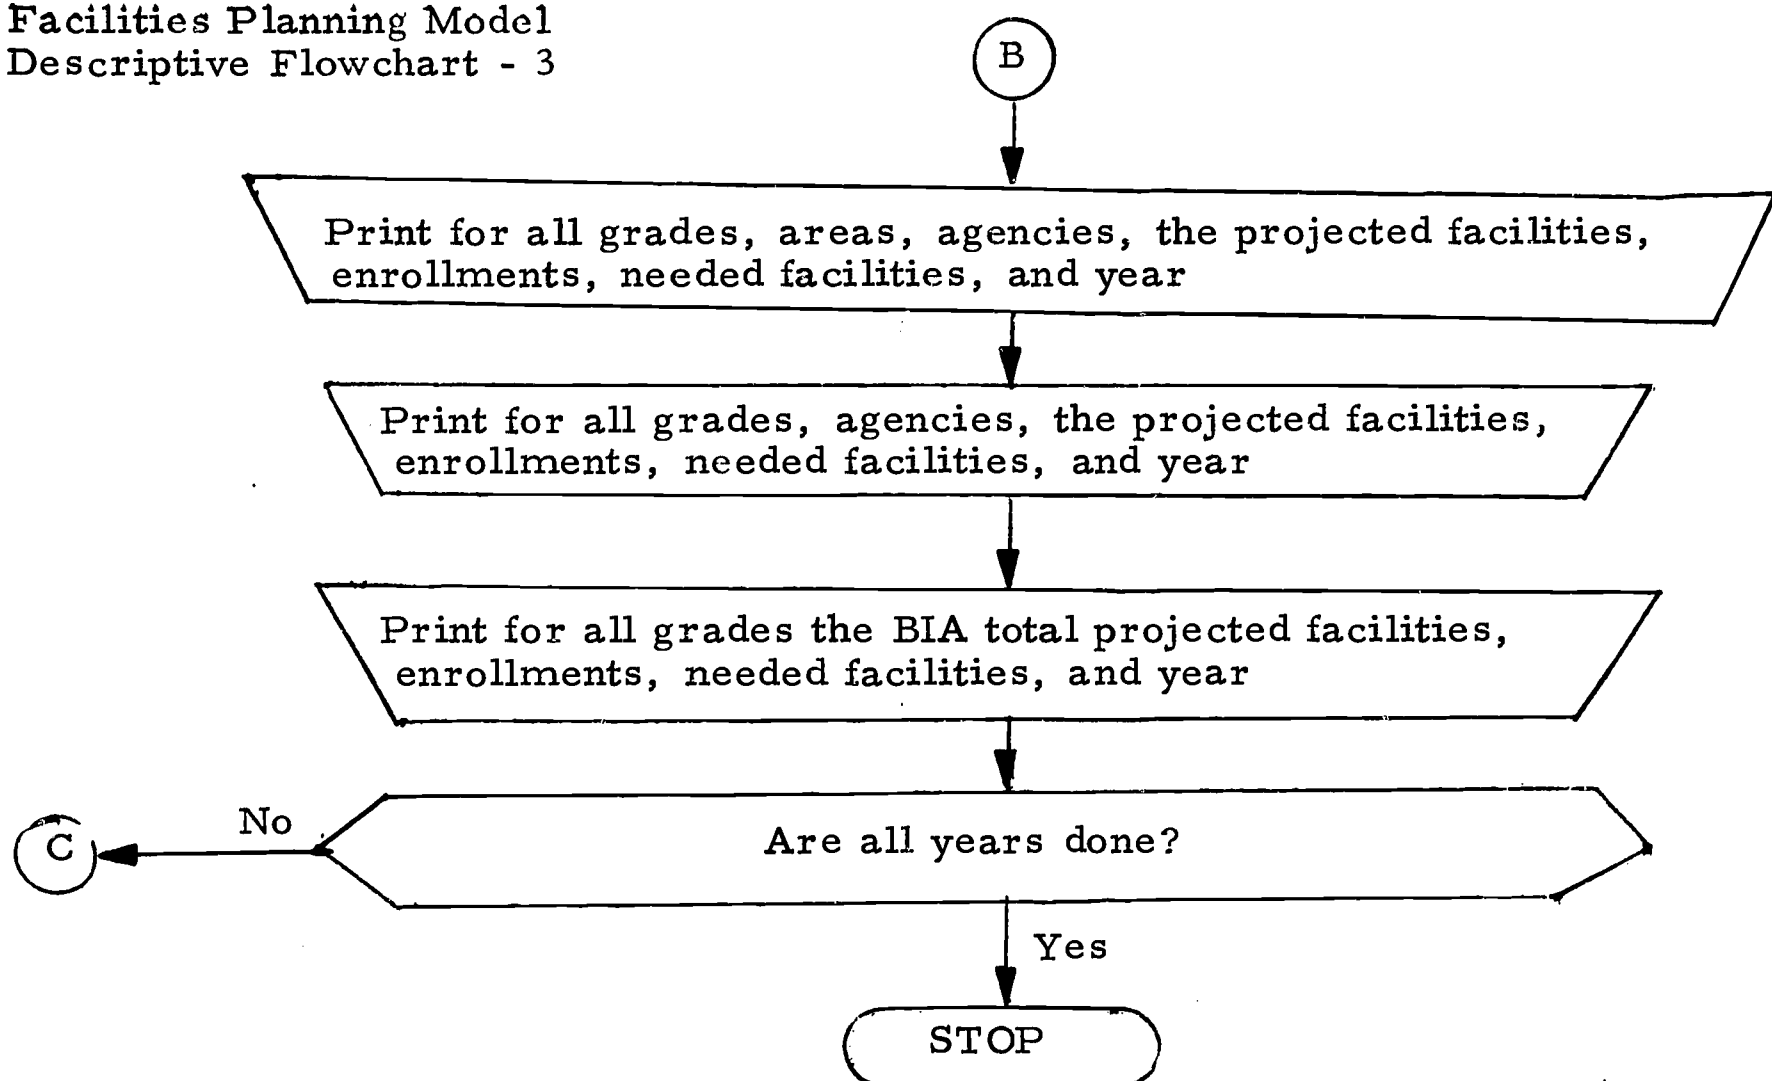 Facilities Planning Model
Descriptive Flowchart - 3
B
Print for all grades, areas, agencies, the projected facilities,
enrollments, needed facilities, and year
Print for all grades, agencies, the projected facilities,
enrollments, needed facilities, and year
Print for all grades the BIA total projected facilities,
enrollments, needed facilities, and year
No
C
Are all years done?
Yes
STOP